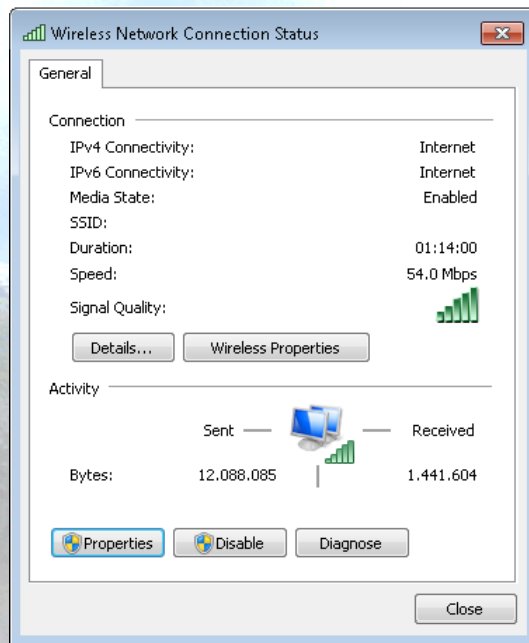 Wireless Network Connection Status
General
Connection
IPv4 Connectivity: Internet
IPv6 Connectivity: Internet
Media State: Enabled
SSID:
Duration: 01:14:00
Speed: 54.0 Mbps
Signal Quality:
Details... Wireless Properties
Activity
Sent Received
Bytes: 12.088.085 1.441.604
Properties Disable Diagnose
Close